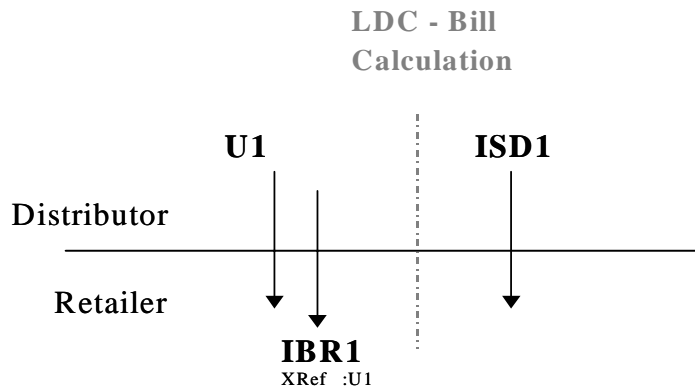 LDC - Bill
Calculation
U1
ISD1
Distributor
Retailer
IBR1
XRef :U1